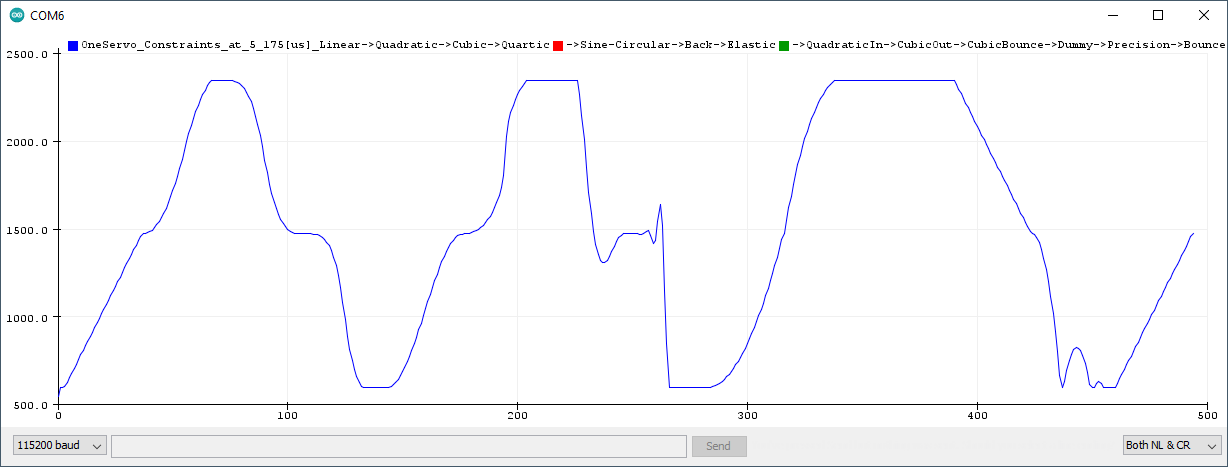 COM6
OneServo_Constraints_at_5_175[us]_Linear->Quadratic->Cubic->Quartic ->Sine-Circular->Back->Elastic ->QuadraticIn->CubicOut->CubicBounce->Dummy->Precision->Bounce
2500.0
2000.0
1500.0
1000.0
500.0
0 100 200 300 400 500
115200 baud Send Both NL & CR